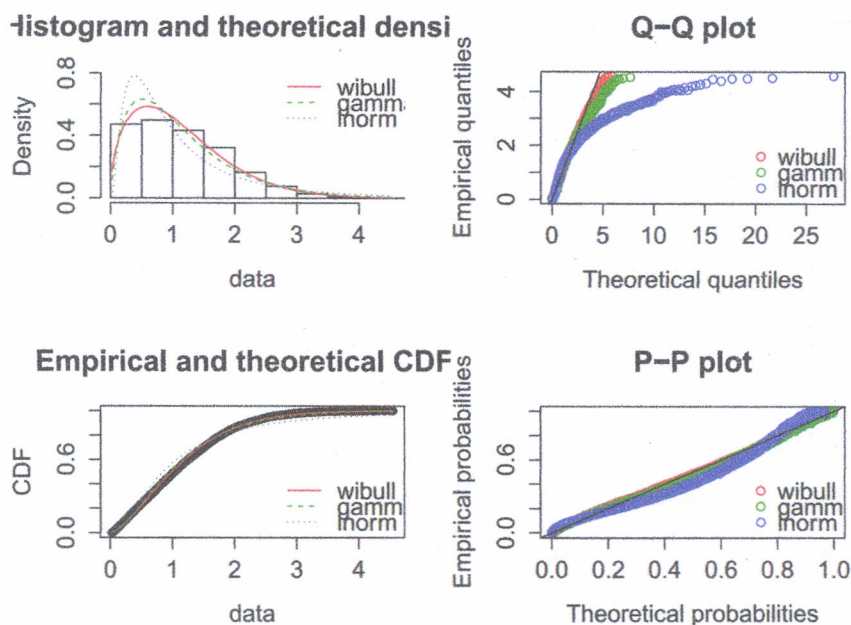 Histogram and theoretical densi
Density
0.0
0.4
0.8
wibull
gamm
lnorm
0
1
2
3
4
data
Q−Q plot
Empirical quantiles
0
2
4
wibull
gamm
lnorm
0
5
10
15
20
25
Theoretical quantiles
Empirical and theoretical CDF
CDF
0.0
0.6
wibull
gamm
lnorm
0
1
2
3
4
data
P−P plot
Empirical probabilities
0.0
0.6
wibull
gamm
lnorm
0.0
0.2
0.4
0.6
0.8
1.0
Theoretical probabilities